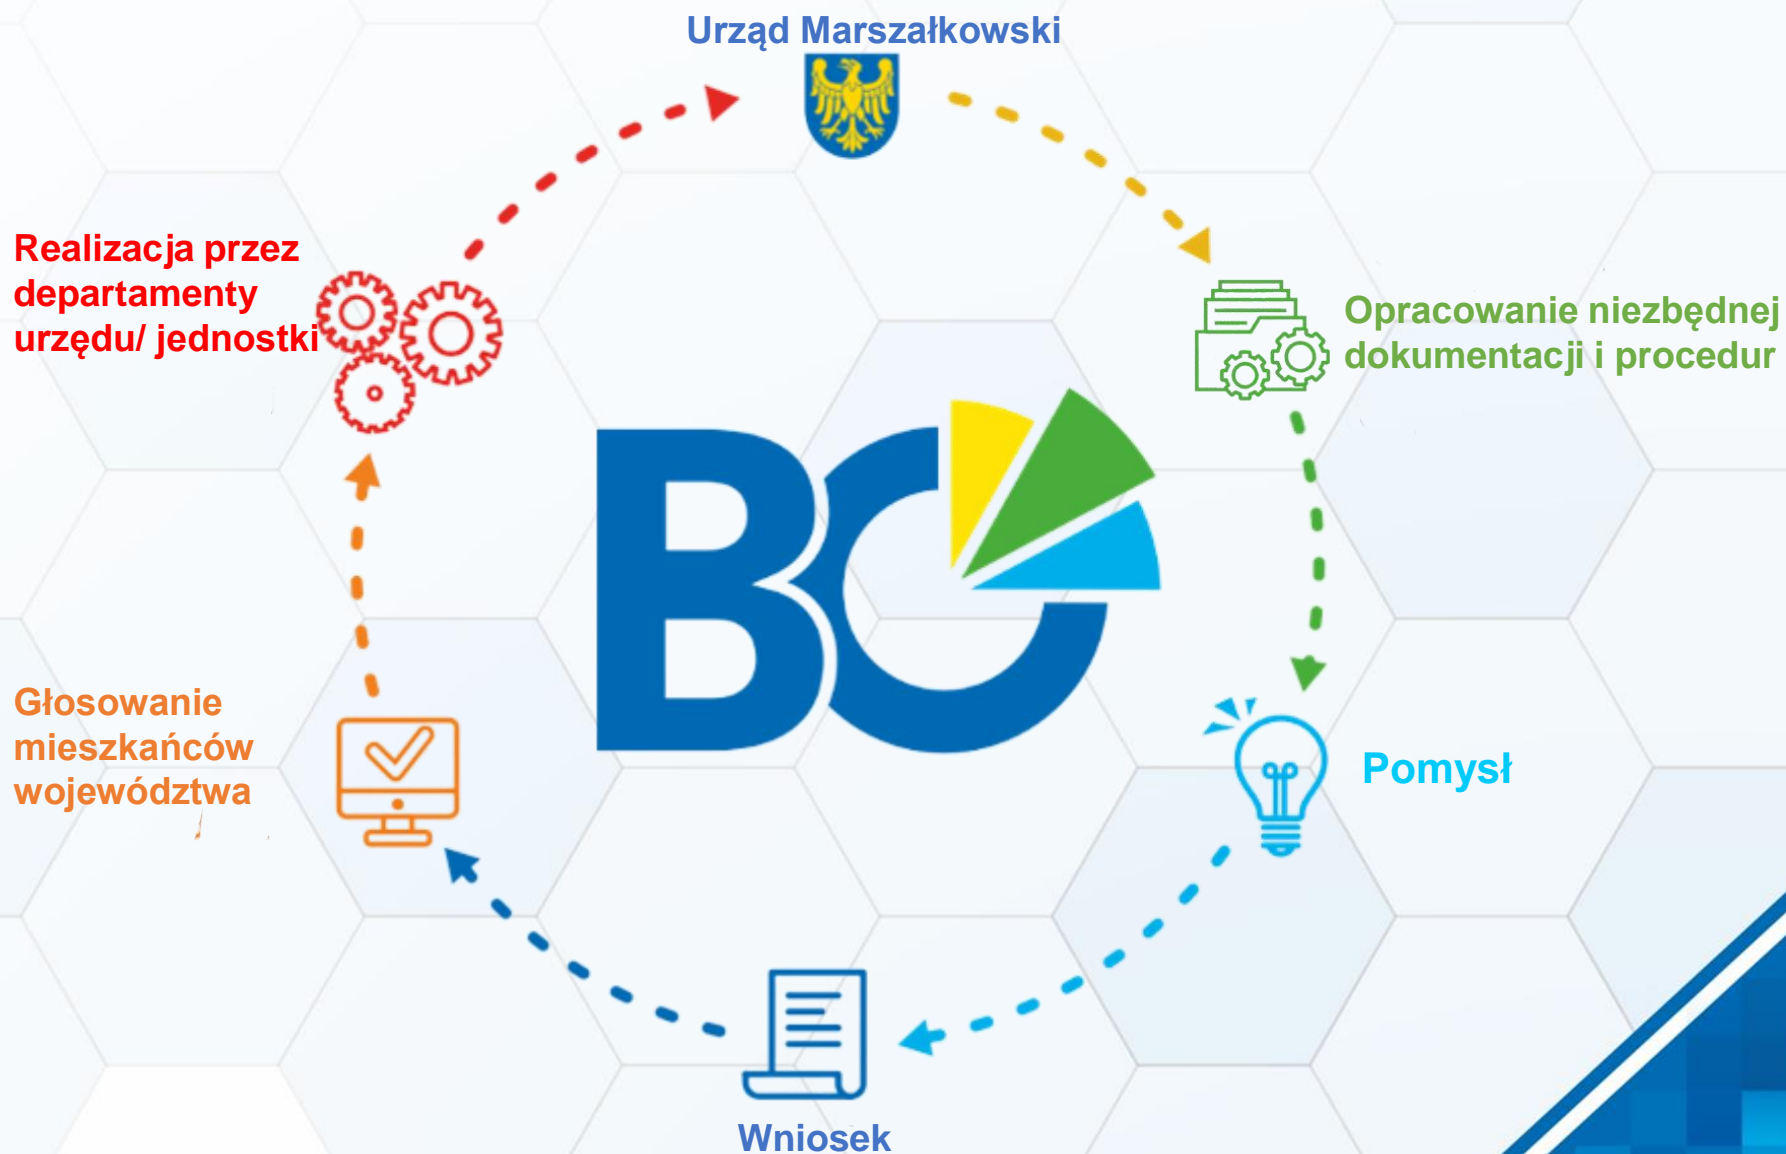 Urząd Marszałkowski
Realizacja przez
departamenty
urzędu/ jednostki
Opracowanie niezbędnej
dokumentacji i procedur
BO
Głosowanie
mieszkańców
województwa
Pomysł
Wniosek